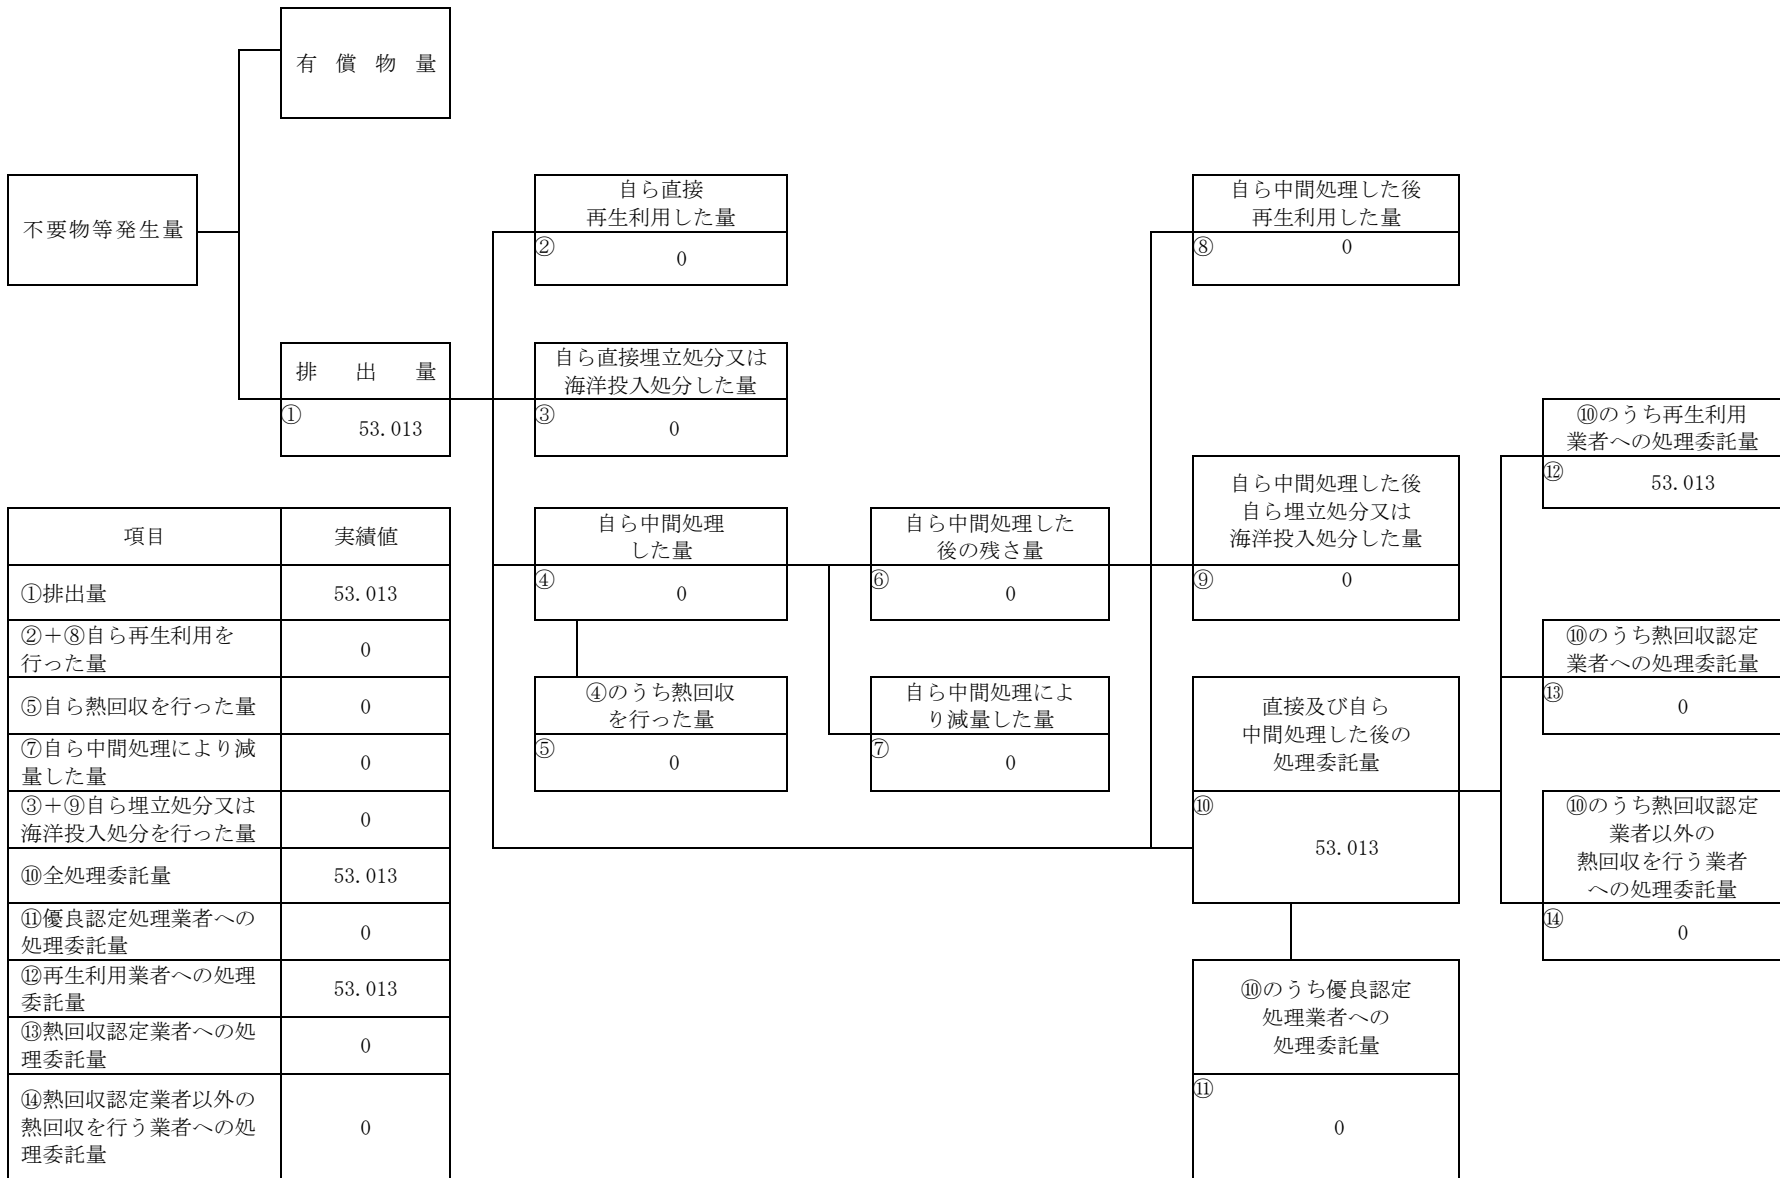 有償物量
不要物等発生量
自ら直接
再生利用した量
②
0
自ら中間処理した後
再生利用した量
⑧
0
排出量
①
53.013
自ら直接埋立処分又は
海洋投入処分した量
③
0
⑩のうち再生利用
業者への処理委託量
⑫
53.013
自ら中間処理
した量
④
0
自ら中間処理した
後の残さ量
⑥
0
自ら中間処理した後
自ら埋立処分又は
海洋投入処分した量
⑨
0
⑩のうち熱回収認定
業者への処理委託量
⑬
0
④のうち熱回収
を行った量
⑤
0
自ら中間処理によ
り減量した量
⑦
0
直接及び自ら
中間処理した後の
処理委託量
⑩
53.013
⑩のうち熱回収認定
業者以外の
熱回収を行う業者
への処理委託量
⑭
0
⑩のうち優良認定
処理業者への
処理委託量
⑪
0
項目 実績値
①排出量 53.013
②+⑧自ら再生利用を
行った量
0
⑤自ら熱回収を行った量 0
⑦自ら中間処理により減
量した量
0
③+⑨自ら埋立処分又は
海洋投入処分を行った量
0
⑩全処理委託量 53.013
⑪優良認定処理業者への
処理委託量
0
⑫再生利用業者への処理
委託量
53.013
⑬熱回収認定業者への処
理委託量
0
⑭熱回収認定業者以外の
熱回収を行う業者への処
理委託量
0